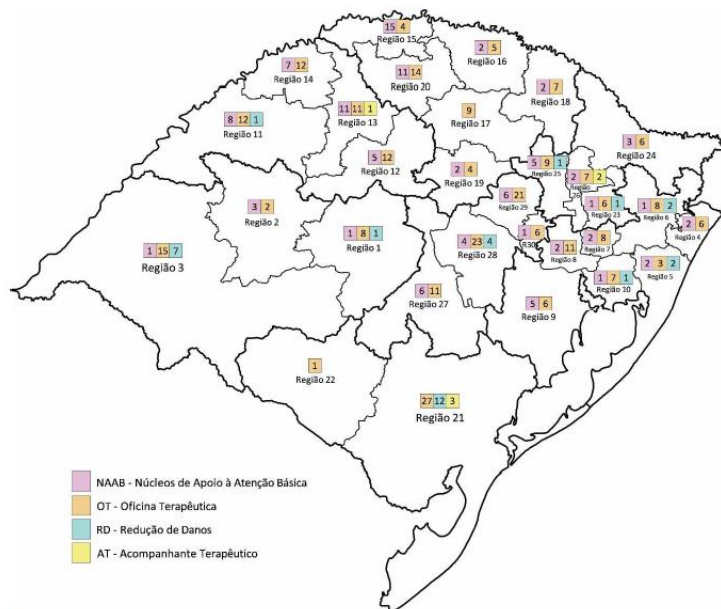 15 4
Região 15
2 5
Região 16
7 12
Região 14
11 14
Região 20
2 7
Região 18
11 11 1
Região 13
9
Região 17
8 12 1
Região 11
3 6
Região 24
5 12
Região 12
5 9 1
Região 25
2 4
Região 19
2 7 2
Região 26
6 21
Região 29
1 6 1
Região 23
1 8 2
Região 6
3 2
Região 2
2 6
Região 4
1 8 1
Região 1
1 6
R30
4 23 4
Região 28
2 11
Região 8
2 8
Região 7
1 15 7
Região 3
2 3 2
Região 5
1 7 1
Região 10
6 11
Região 27
5 6
Região 9
1
Região 22
27 12 3
Região 21
NAAB - Núcleos de Apoio à Atenção Básica
OT - Oficina Terapêutica
RD - Redução de Danos
AT - Acompanhante Terapêutico